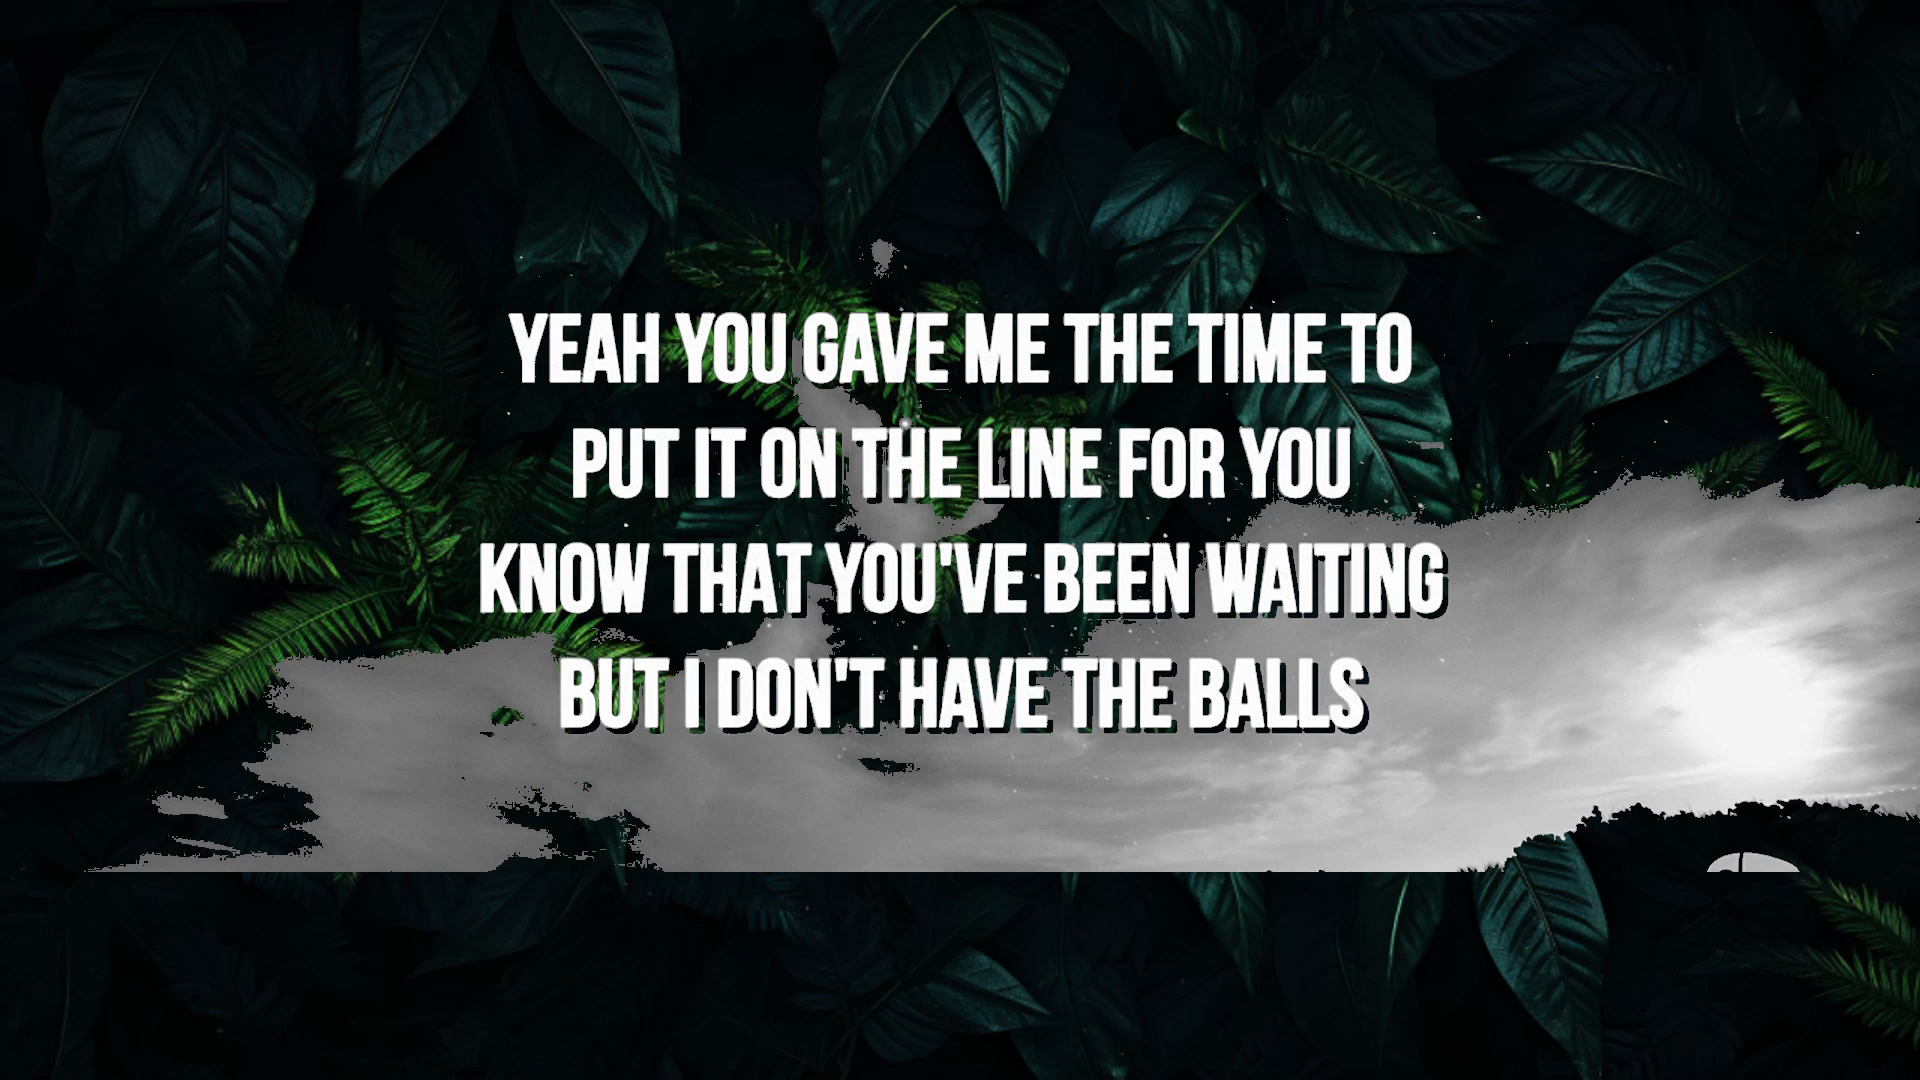 YEAH YOU GAVE ME THE TIME TO
PUT IT ON THE LINE FOR YOU
KNOW THAT YOU'VE BEEN WAITING
BUT I DON'T HAVE THE BALLS